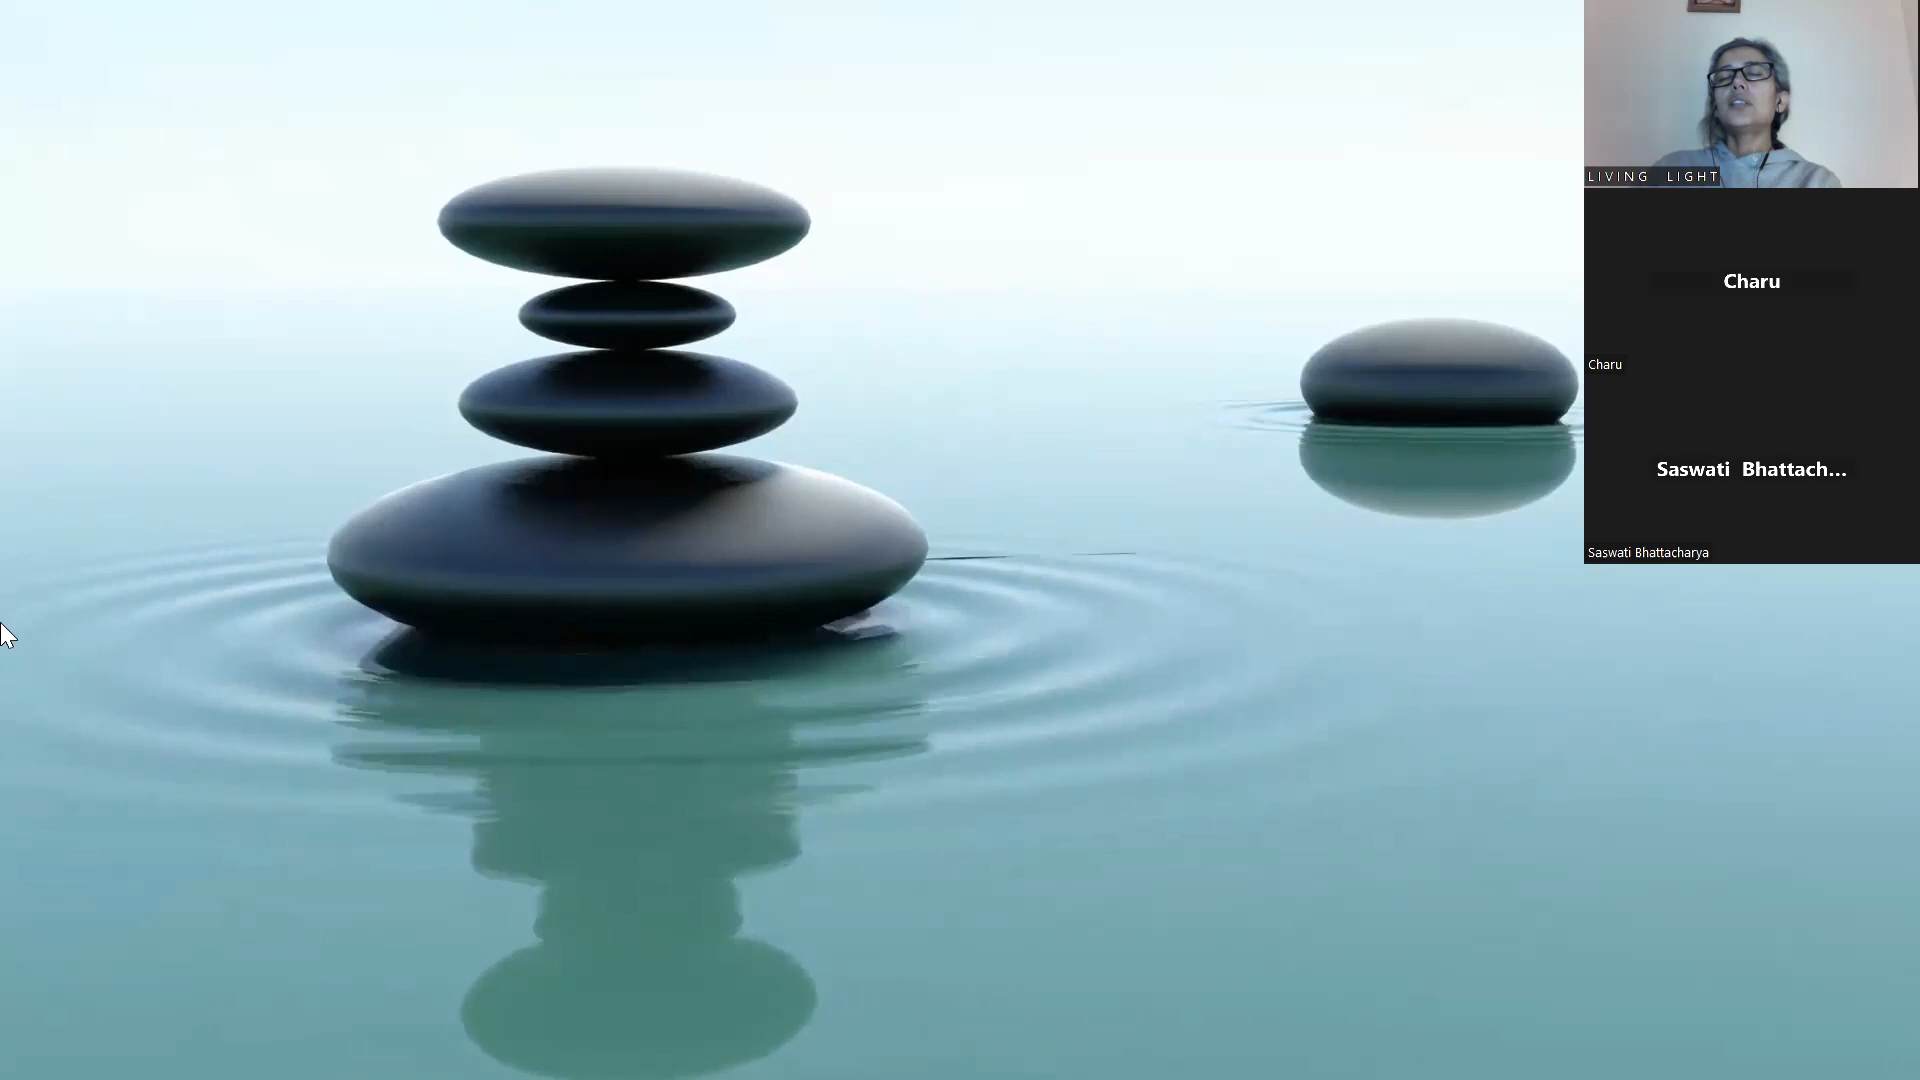 LIVING LIGHT
Charu
Charu
Saswati Bhattach...
Saswati Bhattacharya